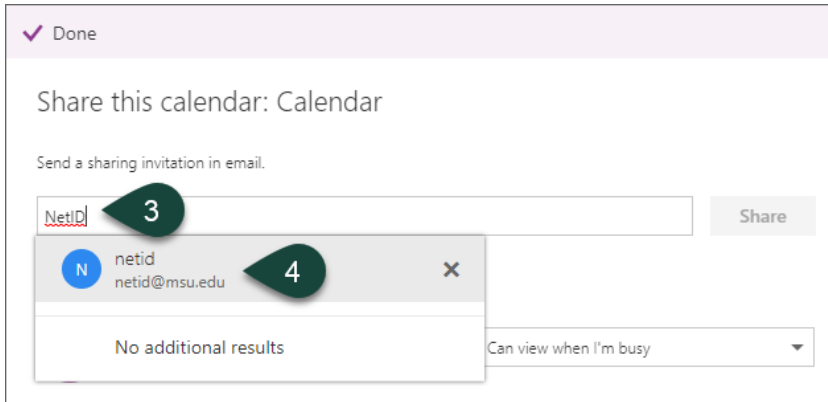 Done
Share this calendar: Calendar
Send a sharing invitation in email.
NetID 3
Share
N netid 4
netid@msu.edu
No additional results
Can view when I'm busy